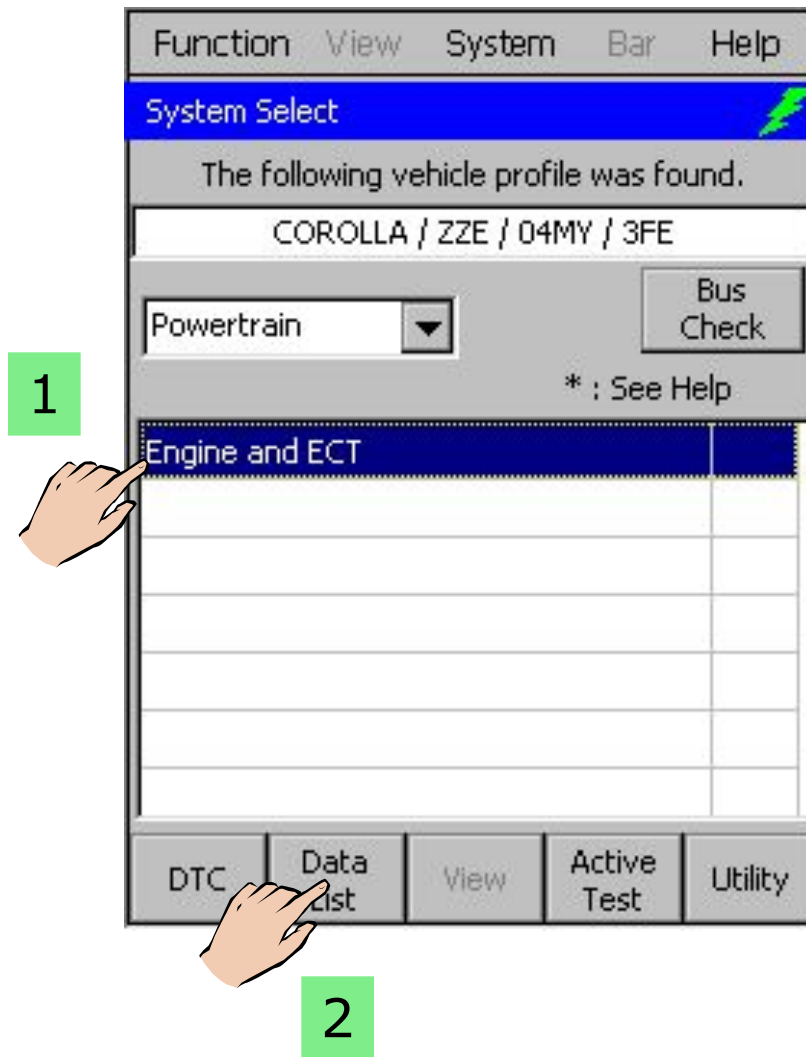 Function View System Bar Help
System Select
The following vehicle profile was found.
COROLLA / ZZE / 04MY / 3FE
Powertrain
Bus
Check
* : See Help
1
Engine and ECT
DTC
Data
List
View
Active
Test
Utility
2